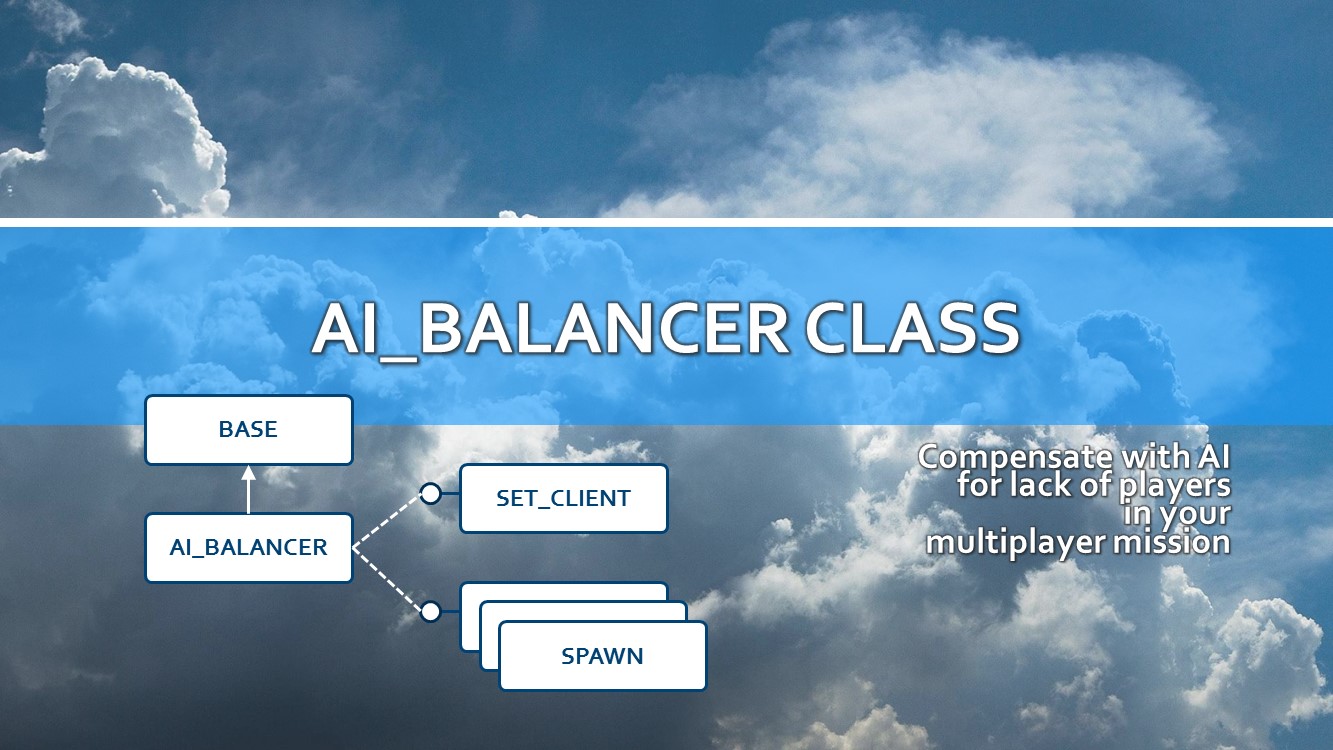 AI_BALANCER CLASS
BASE
AI_BALANCER
SET_CLIENT
SPAWN
Compensate with AI
for lack of players
in your
multiplayer mission